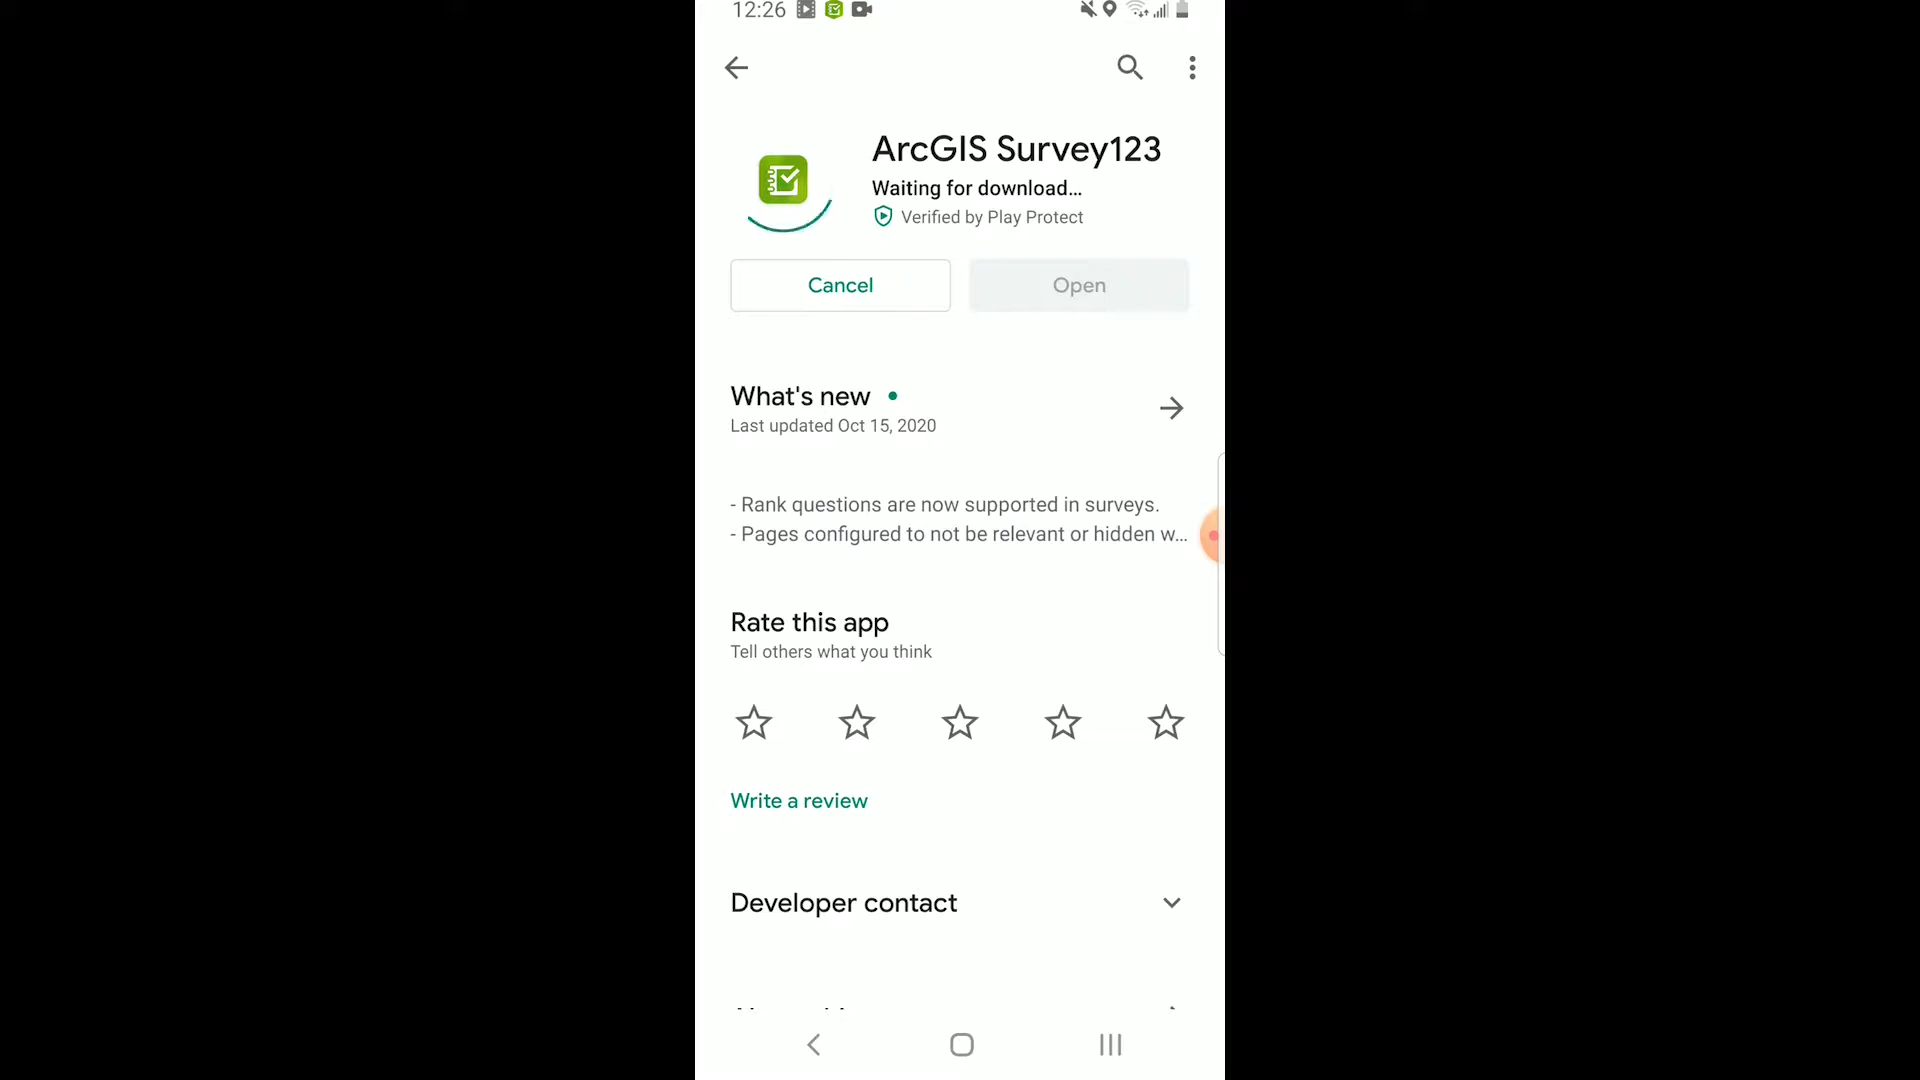 12:26
ArcGIS Survey123
Waiting for download...
Verified by Play Protect
Cancel
Open
What's new
Last updated Oct 15, 2020
- Rank questions are now supported in surveys.
- Pages configured to not be relevant or hidden w...
Rate this app
Tell others what you think
Write a review
Developer contact